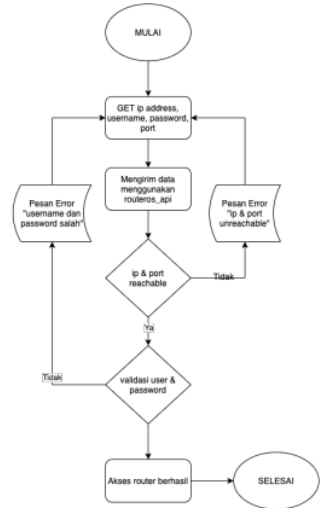 MULAI
GET ip address,
username, password,
port
Mengirim data
menggunakan
routeros_api
Pesan Error
"username dan
password salah"
Pesan Error
"ip & port
unreachable"
ip & port
reachable
Tidak
Ya
Tidak
validasi user &
password
Akses router berhasil
SELESAI